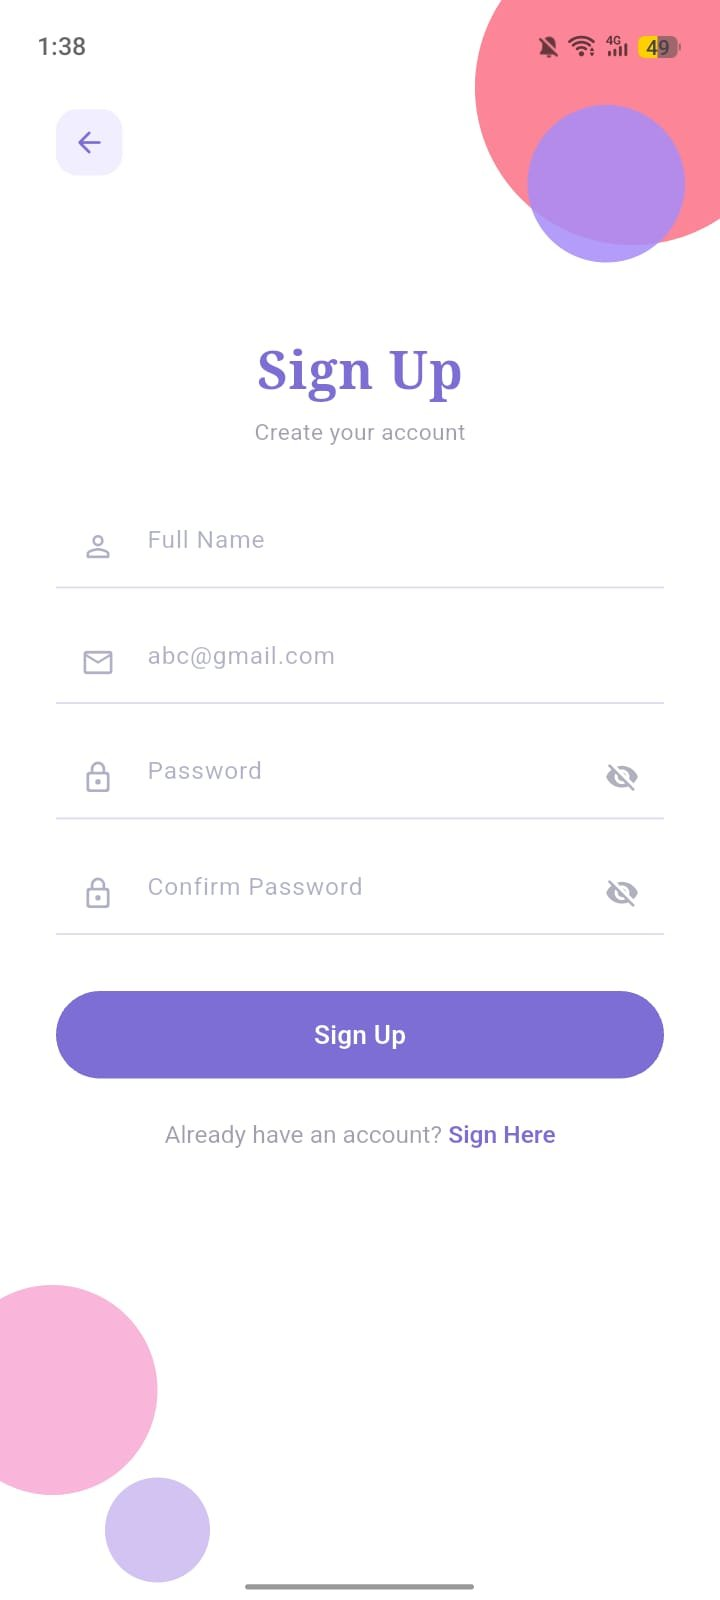 1:38
4G
49
Sign Up
Create your account
Full Name
abc@gmail.com
Password
Confirm Password
Sign Up
Already have an account? Sign Here